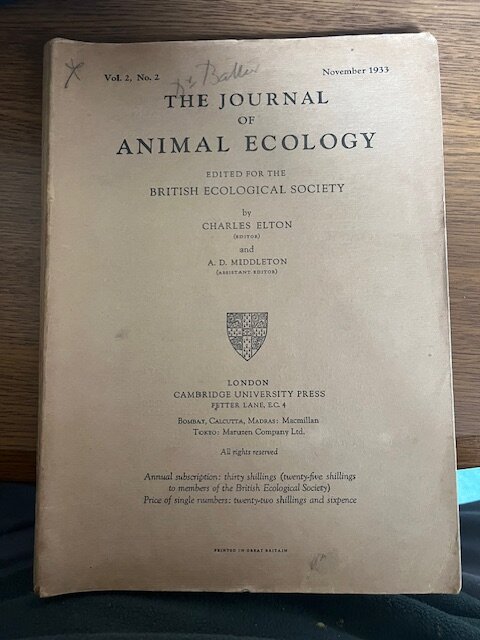 Vol. 2, No. 2
November 1933
THE JOURNAL
OF
ANIMAL ECOLOGY
EDITED FOR THE
BRITISH ECOLOGICAL SOCIETY
by
CHARLES ELTON
(EDITOR)
and
A. D. MIDDLETON
(ASSISTANT EDITOR)
LONDON
CAMBRIDGE UNIVERSITY PRESS
FETTER LANE, E.C. 4
Bombay, Calcutta, Madras: Macmillan
Tokyo: Maruzen Company Ltd.
All rights reserved
Annual subscription: thirty shillings (twenty-five shillings
to members of the British Ecological Society)
Price of single numbers: twenty-two shillings and sixpence
PRINTED IN GREAT BRITAIN